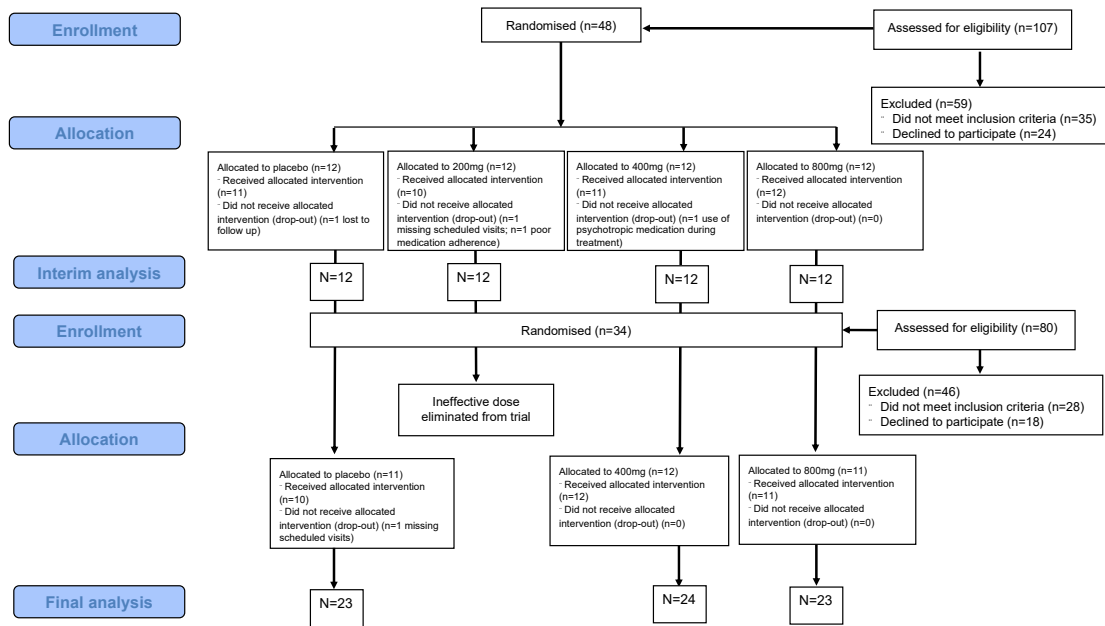 Enrollment
Randomised (n=48)
Assessed for eligibility (n=107)
Excluded (n=59)
¨ Did not meet inclusion criteria (n=35)
¨ Declined to participate (n=24)
Allocation
Allocated to placebo (n=12)
¨ Received allocated intervention
(n=11)
¨ Did not receive allocated
intervention (drop-out) (n=1 lost to
follow up)
Allocated to 200mg (n=12)
¨ Received allocated intervention
(n=10)
¨ Did not receive allocated
intervention (drop-out) (n=1
missing scheduled visits; n=1 poor
medication adherence)
Allocated to 400mg (n=12)
¨ Received allocated intervention
(n=11)
¨ Did not receive allocated
intervention (drop-out) (n=1 use of
psychotropic medication during
treatment)
Allocated to 800mg (n=12)
¨ Received allocated intervention
(n=12)
¨ Did not receive allocated
intervention (drop-out) (n=0)
Interim analysis
N=12
N=12
N=12
N=12
Enrollment
Randomised (n=34)
Assessed for eligibility (n=80)
Excluded (n=46)
¨ Did not meet inclusion criteria (n=28)
¨ Declined to participate (n=18)
Ineffective dose
eliminated from trial
Allocation
Allocated to placebo (n=11)
¨ Received allocated intervention
(n=10)
¨ Did not receive allocated
intervention (drop-out) (n=1 missing
scheduled visits)
Allocated to 400mg (n=12)
¨ Received allocated intervention
(n=12)
¨ Did not receive allocated
intervention (drop-out) (n=0)
Allocated to 800mg (n=11)
¨ Received allocated intervention
(n=11)
¨ Did not receive allocated
intervention (drop-out) (n=0)
Final analysis
N=23
N=24
N=23